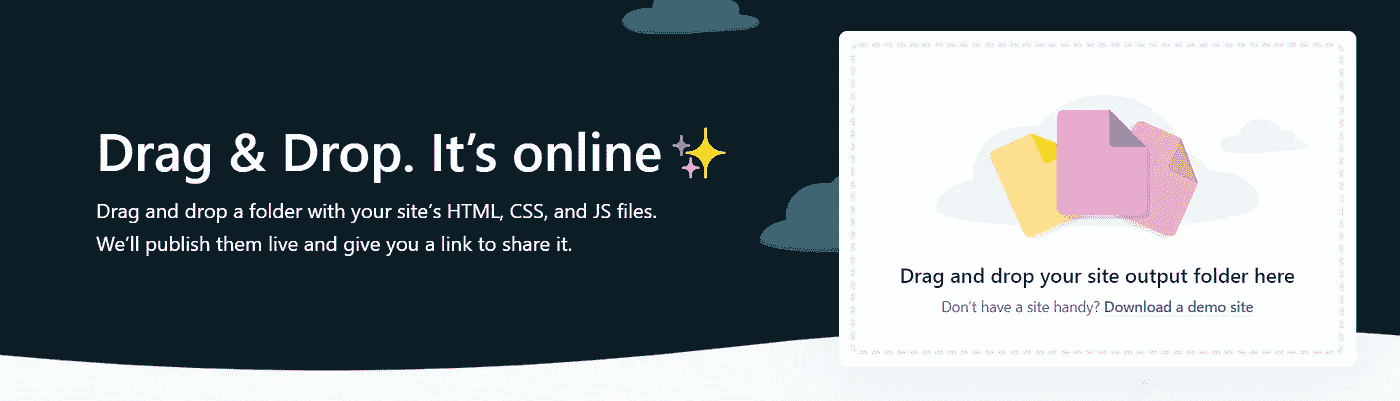 Drag & Drop. It’s online
Drag and drop a folder with your site’s HTML, CSS, and JS files.
We’ll publish them live and give you a link to share it.
Drag and drop your site output folder here
Don’t have a site handy? Download a demo site